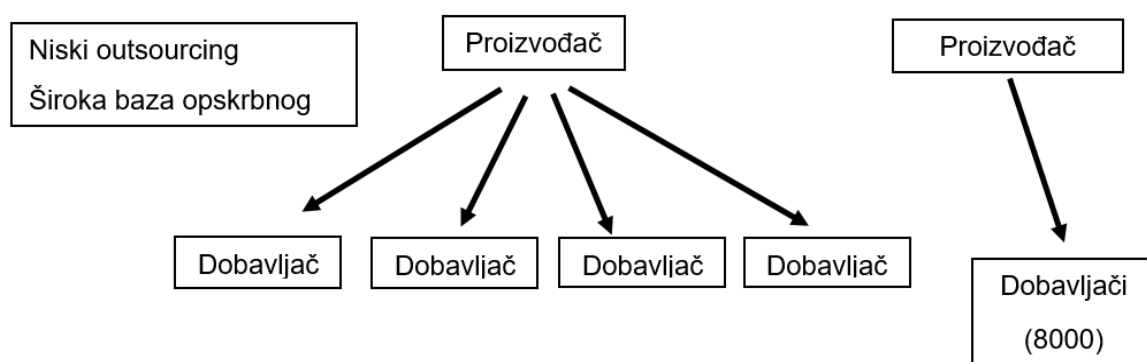 Niski outsourcing
Široka baza opskrbnog
Proizvođač
Proizvođač
Dobavljač
Dobavljač
Dobavljač
Dobavljač
Dobavljači
(8000)